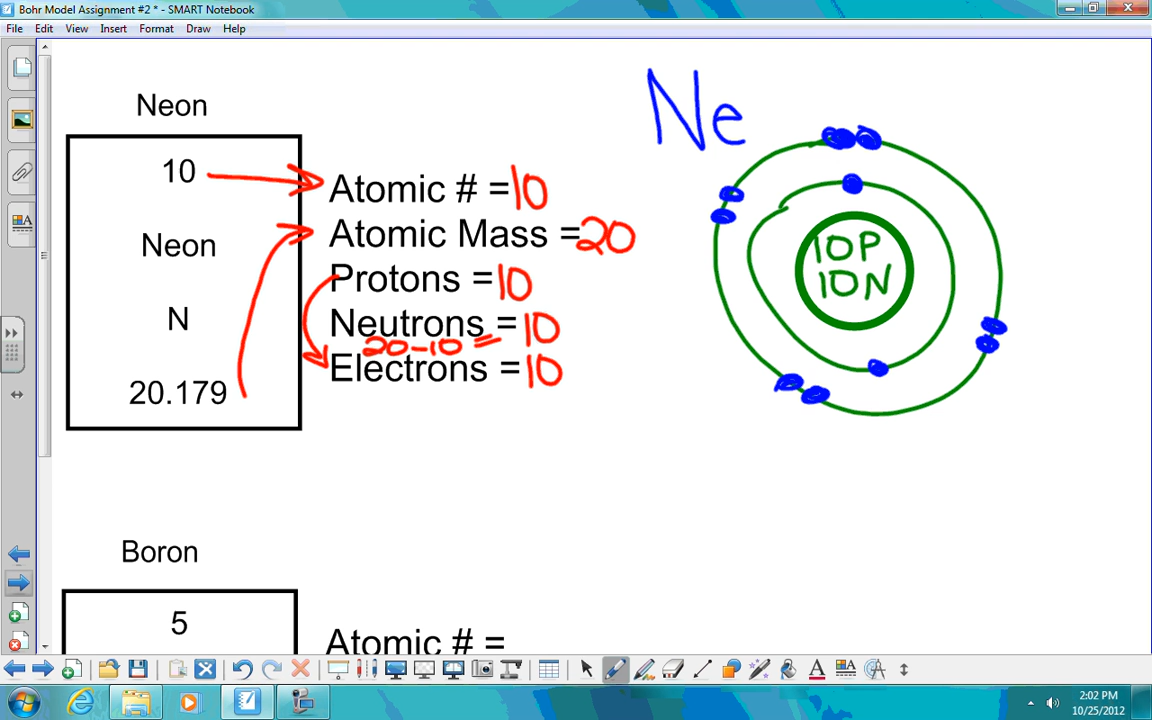 Bohr Model Assignment #2 * - SMART Notebook
File Edit View Insert Format Draw Help
Neon
10
Neon
N
20.179
Atomic # = 10
Atomic Mass = 20
Protons = 10
Neutrons = 10
20-10 =
Electrons = 10
Ne
10P
10N
Boron
5
Atomic # =
2:02 PM
10/25/2012